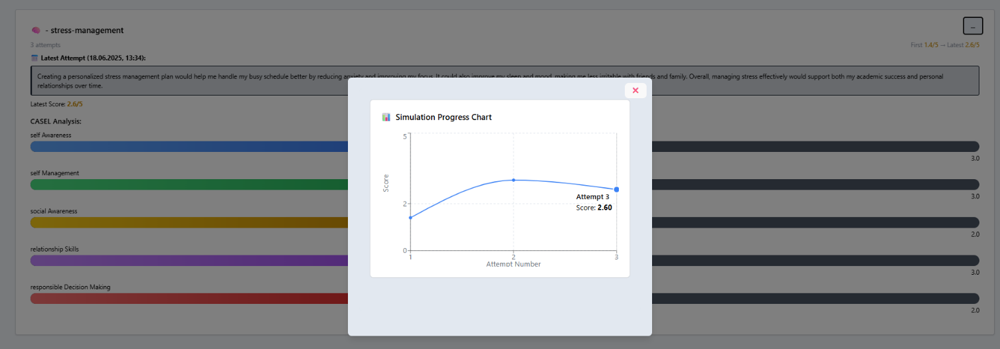 - stress-management
...
3 attempts
First 1.4/5 → Latest 2.6/5
Latest Attempt (18.06.2025, 13:34):
Creating a personalized stress management plan would help me handle my busy schedule better by reducing anxiety and improving my focus. It could also improve my sleep and mood, making me less irritable with friends and family. Overall, managing stress effectively would support both my academic success and personal
relationships over time.
Latest Score: 2.6/5
CASEL Analysis:
self Awareness
3.0
self Management
3.0
social Awareness
2.0
relationship Skills
3.0
responsible Decision Making
2.0
×
Simulation Progress Chart
5
2
0
Score
Attempt 3
Score: 2.60
1 2 3
Attempt Number